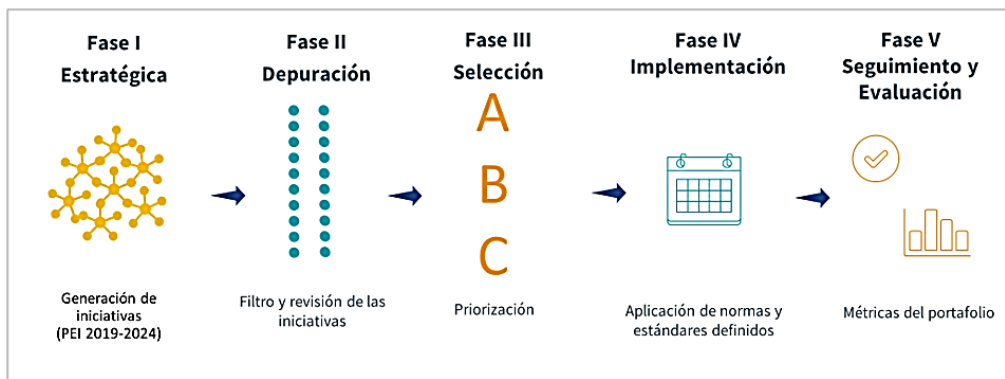 Fase I
Estratégica
Generación de
iniciativas
(PEI 2019-2024)
Fase II
Depuración
Filtro y revisión de las
iniciativas
Fase III
Selección
A
B
C
Priorización
Fase IV
Implementación
Aplicación de normas y
estándares definidos
Fase V
Seguimiento y
Evaluación
Métricas del portafolio